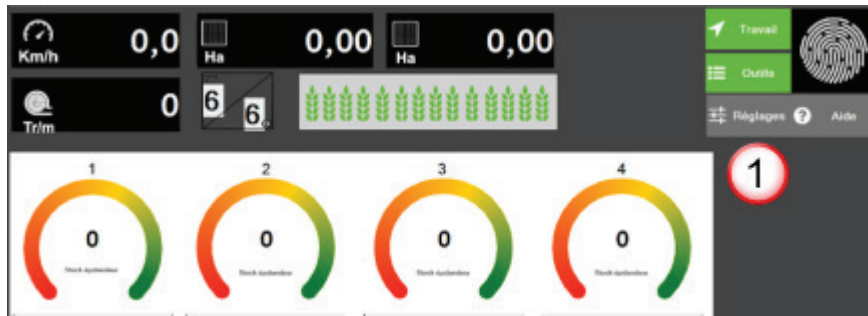 Km/h 0,0
Ha 0,00
Ha 0,00
Travail
Outils
Tr/m 0
6
6
Réglages ? Aide
1
1 2 3 4
0 0 0 0